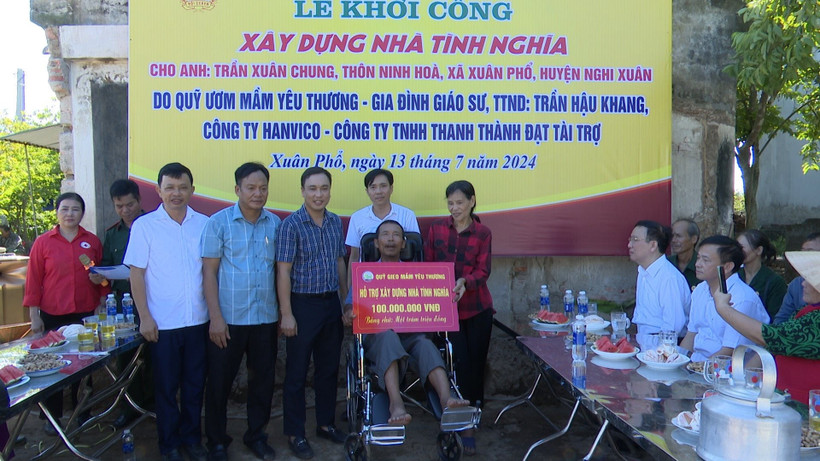 LỄ KHỞI CÔNG
XÂY DỰNG NHÀ TÌNH NGHĨA
CHO ANH: TRẦN XUÂN CHUNG, THÔN NINH HOÀ, XÃ XUÂN PHỔ, HUYỆN NGHI XUÂN
DO QUỸ ƯƠM MẦM YÊU THƯƠNG - GIA ĐÌNH GIÁO SƯ, TTND: TRẦN HẬU KHANG,
CÔNG TY HANVICO - CÔNG TY TNHH THANH THÀNH ĐẠT TÀI TRỢ
Xuân Phổ, ngày 13 tháng 7 năm 2024
QUỸ GIEO MẦM YÊU THƯƠNG
HỖ TRỢ XÂY DỰNG NHÀ TÌNH NGHĨA
100.000.000 VNĐ
Bằng chữ: Một trăm triệu đồng